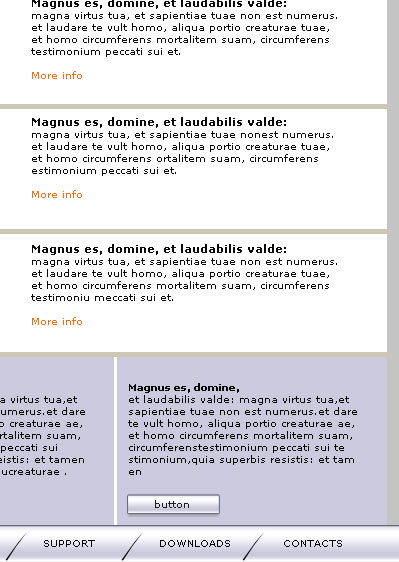 Magnus es, domine, et laudabilis valde:
magna virtus tua, et sapientiae tuae non est numerus.
et laudare te vult homo, aliqua portio creaturae tuae,
et homo circumferens mortalitem suam, circumferens
testimonium peccati sui et.
More info
Magnus es, domine, et laudabilis valde:
magna virtus tua, et sapientiae tuae nonest numerus.
et laudare te vult homo, aliqua portio creaturae tuae,
et homo circumferens ortalitem suam, circumferens
estimonium peccati sui et.
More info
Magnus es, domine, et laudabilis valde:
magna virtus tua, et sapientiae tuae non est numerus.
et laudare te vult homo, aliqua portio creaturae tuae,
et homo circumferens mortalitem suam, circumferens
testimoniu meccati sui et.
More info
a virtus tua,et
umerus.et dare
o creaturae ae,
rtalitem suam,
peccati sui
eistis: et tamen
ucreaturae .
Magnus es, domine,
et laudabilis valde: magna virtus tua,et
sapientiae tuae non est numerus.et dare
te vult homo, aliqua portio creaturae ae,
et homo circumferens mortalitem suam,
circumferenstestimonium peccati sui te
stimonium,quia superbis resistis: et tam
en
button
SUPPORT
DOWNLOADS
CONTACTS